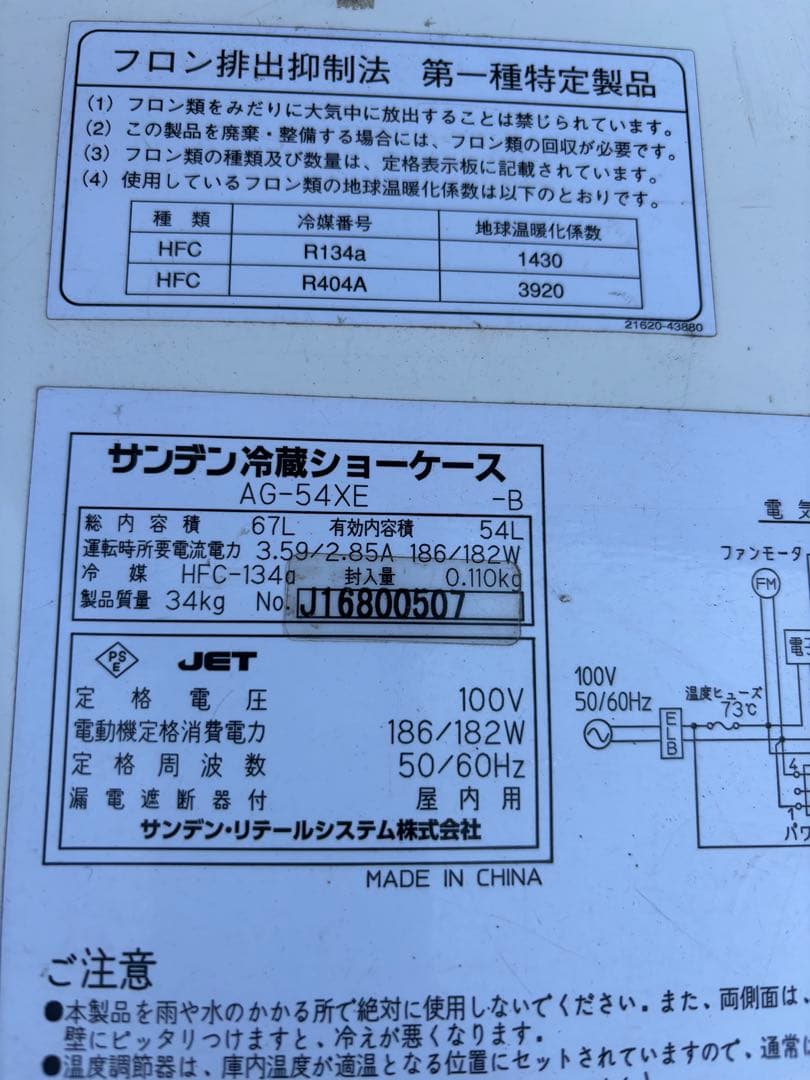 フロン排出抑制法 第一種特定製品
(1) フロン類をみだりに大気中に放出することは禁じられています。
(2) この製品を廃棄・整備する場合には、フロン類の回収が必要です。
(3) フロン類の種類及び数量は、定格表示板に記載されています。
(4) 使用しているフロン類の地球温暖化係数は以下のとおりです。
種類 冷媒番号 地球温暖化係数
HFC R134a 1430
HFC R404A 3920
21620-43880
サンデン冷蔵ショーケース
AG-54XE -B
総内容積 67L 有効内容積 54L
運転時所要電流電力 3.59/2.85A 186/182W
冷媒 HFC-134a 封入量 0.110kg
製品質量 34kg No. J16800507
PSE JET
定格電圧 100V
電動機定格消費電力 186/182W
定格周波数 50/60Hz
漏電遮断器付 屋内用
サンデン・リテールシステム株式会社
MADE IN CHINA
電気
ファンモータ
FM
電子
100V
50/60Hz
温度ヒューズ
73℃
ELB
4
1
パワ
ご注意
●本製品を雨や水のかかる所で絶対に使用しないでください。また、両側面は、
壁にピッタリつけますと、冷えが悪くなります。
●温度調節器は、庫内温度が適温となる位置にセットされていますので、通常は